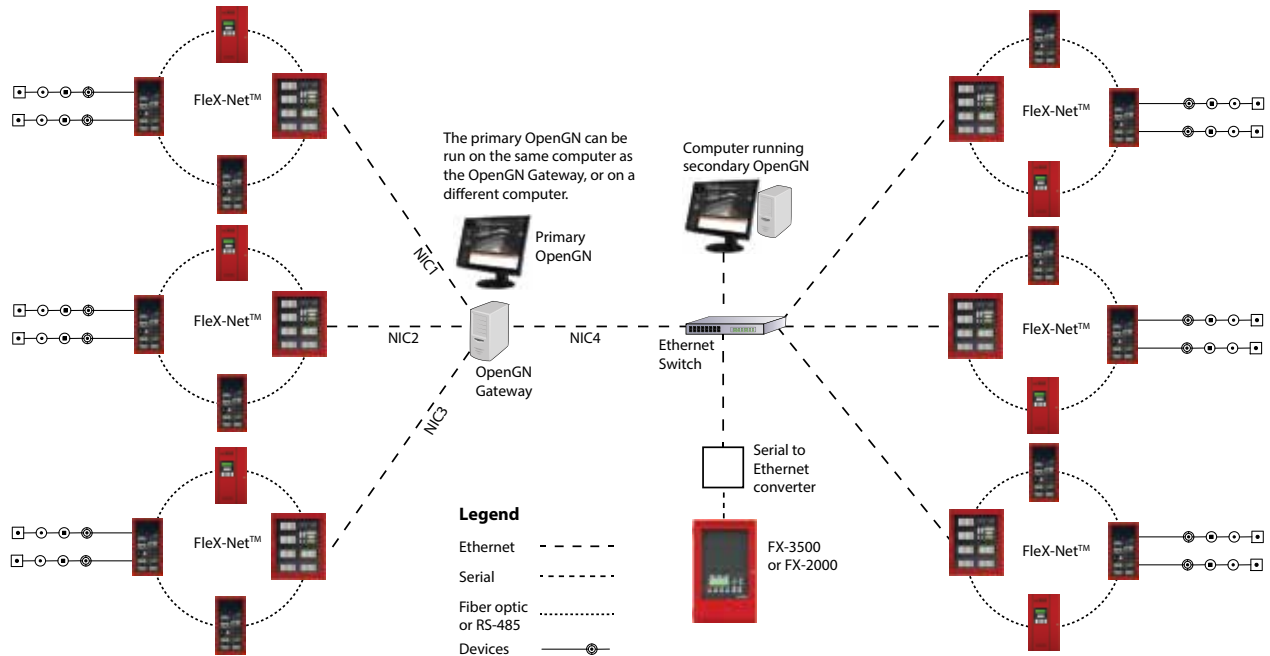 FleX-Net™
FleX-Net™
The primary OpenGN can be
run on the same computer as
the OpenGN Gateway, or on a
different computer.
Computer running
secondary OpenGN
Primary
OpenGN
NIC1
FleX-Net™
FleX-Net™
NIC2
NIC4
Ethernet
Switch
OpenGN
Gateway
NIC3
Serial to
Ethernet
converter
FleX-Net™
FleX-Net™
Legend
Ethernet
Serial
Fiber optic
or RS-485
Devices
FX-3500
or FX-2000